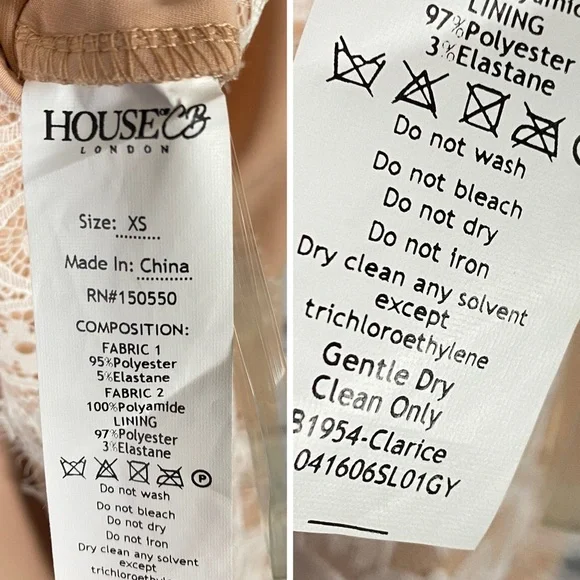 HOUSE OF CB
LONDON
Size: XS
Made In: China
RN#150550
COMPOSITION:
FABRIC 1
95%Polyester
5%Elastane
FABRIC 2
100%Polyamide
LINING
97%Polyester
3%Elastane
P
Do not wash
Do not bleach
Do not dry
Do not iron
Dry clean any solvent
except
LINING
97%Polyester
3%Elastane
Do not wash
Do not bleach
Do not dry
Do not iron
Dry clean any solvent
except
trichloroethylene
Gentle Dry
Clean Only
B1954-Clarice
041606SL01GY